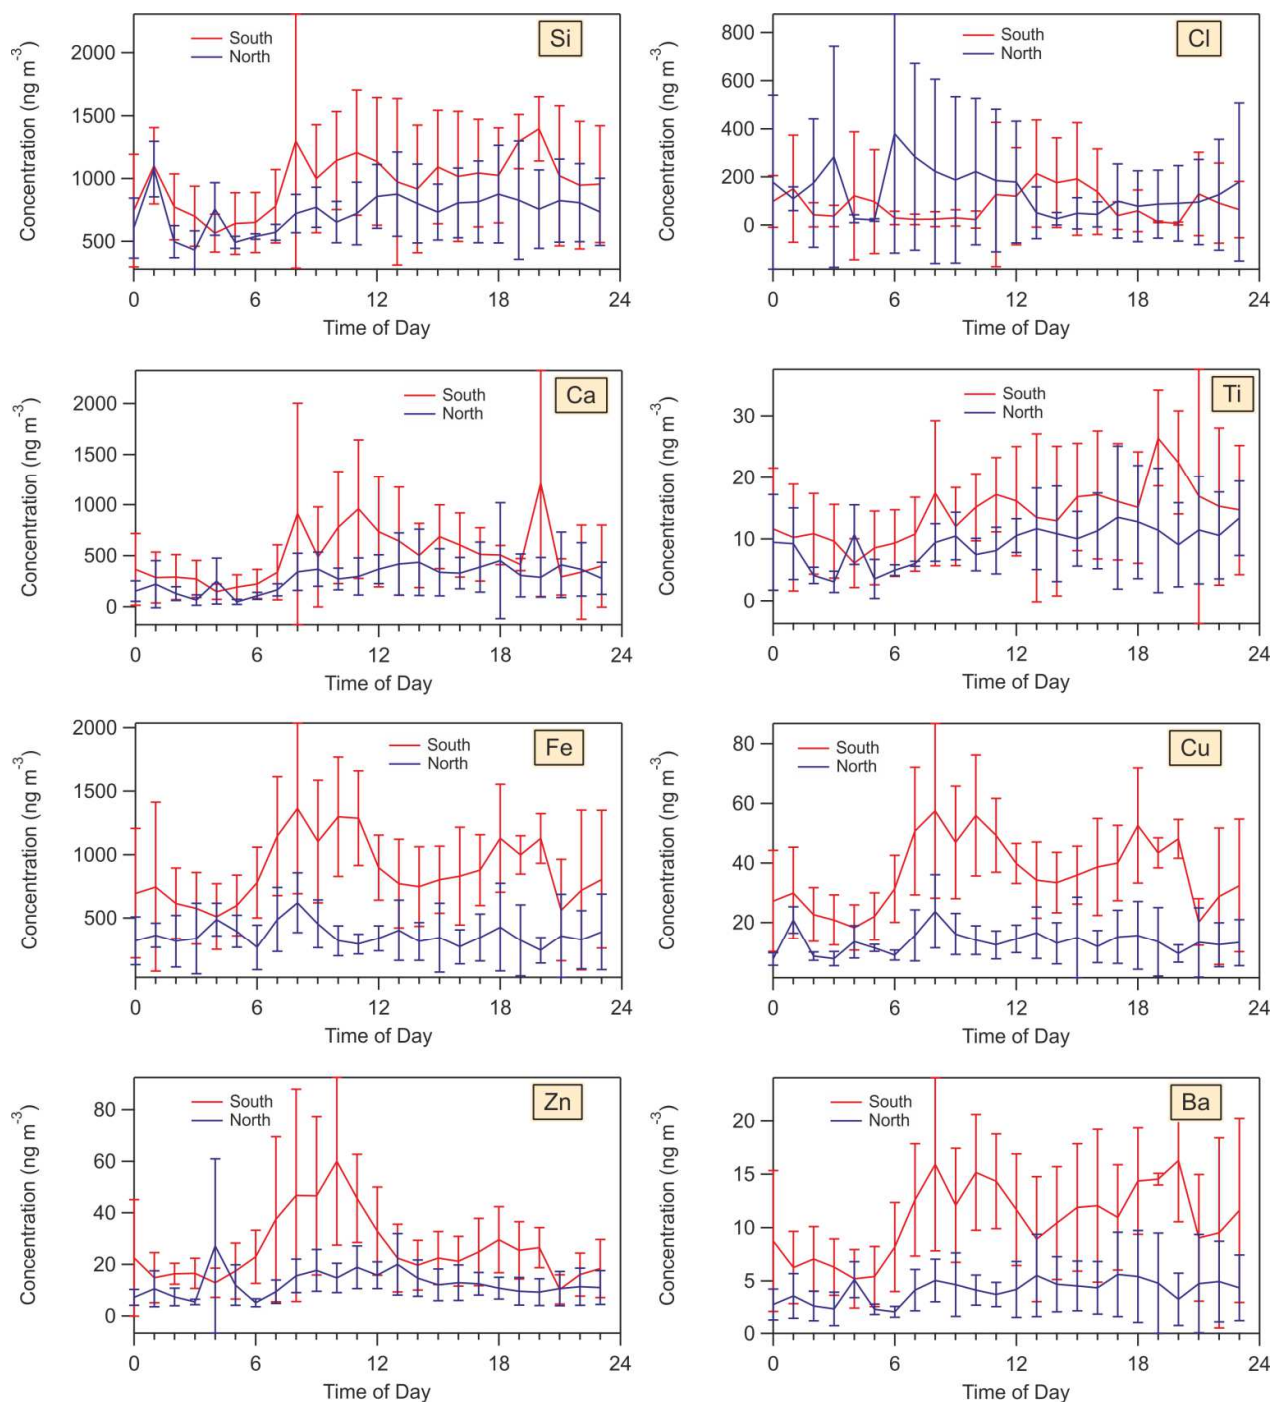 Si
South
North
Concentration (ng m⁻³)
2000
1500
1000
500
0 6 12 18 24
Time of Day
Cl
South
North
Concentration (ng m⁻³)
800
600
400
200
0
0 6 12 18 24
Time of Day
Ca
South
North
Concentration (ng m⁻³)
2000
1500
1000
500
0
0 6 12 18 24
Time of Day
Ti
South
North
Concentration (ng m⁻³)
30
20
10
0
0 6 12 18 24
Time of Day
Fe
South
North
Concentration (ng m⁻³)
2000
1500
1000
500
0 6 12 18 24
Time of Day
Cu
South
North
Concentration (ng m⁻³)
80
60
40
20
0 6 12 18 24
Time of Day
Zn
South
North
Concentration (ng m⁻³)
80
60
40
20
0
0 6 12 18 24
Time of Day
Ba
South
North
Concentration (ng m⁻³)
20
15
10
5
0
0 6 12 18 24
Time of Day